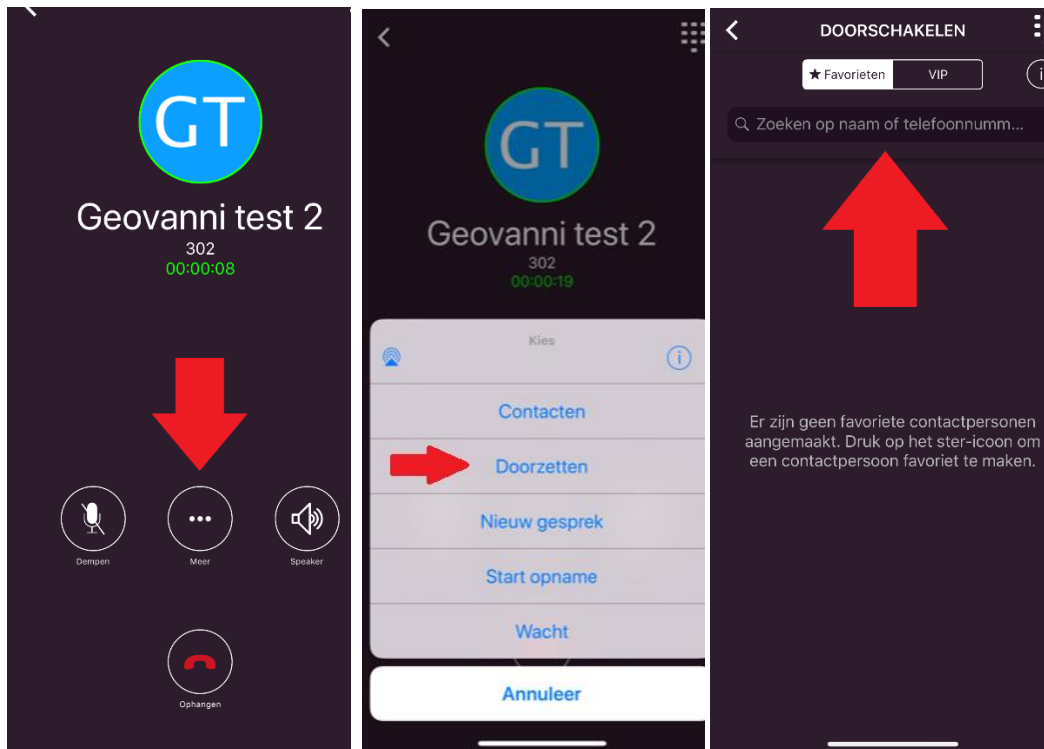 GT
Geovanni test 2
302
00:00:08
Dempen
Meer
Speaker
Ophangen
GT
Geovanni test 2
302
00:00:19
Kies
Contacten
Doorzetten
Nieuw gesprek
Start opname
Wacht
Annuleer
DOORSCHAKELEN
Favorieten
VIP
Zoeken op naam of telefoonnumm...
Er zijn geen favoriete contactpersonen
aangemaakt. Druk op het ster-icoon om
een contactpersoon favoriet te maken.